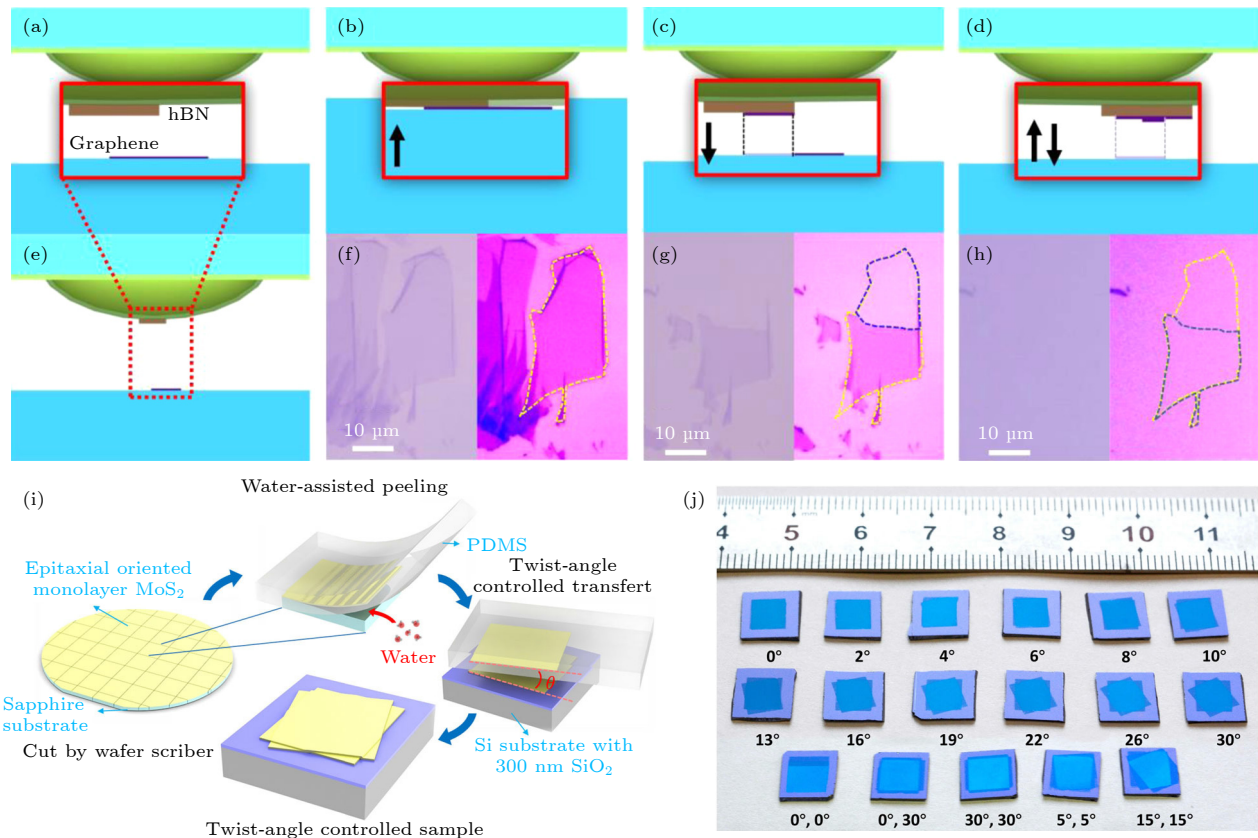 (a)
(b)
(c)
(d)
hBN
Graphene
(e)
(f)
(g)
(h)
10 µm
10 µm
10 µm
(i)
Water-assisted peeling
PDMS
Epitaxial oriented
monolayer MoS₂
Twist-angle
controlled transfert
Water
θ
Sapphire
substrate
Cut by wafer scriber
Si substrate with
300 nm SiO₂
Twist-angle controlled sample
(j)
4 5 6 7 8 9 10 11
0° 2° 4° 6° 8° 10°
13° 16° 19° 22° 26° 30°
0°, 0° 0°, 30° 30°, 30° 5°, 5° 15°, 15°